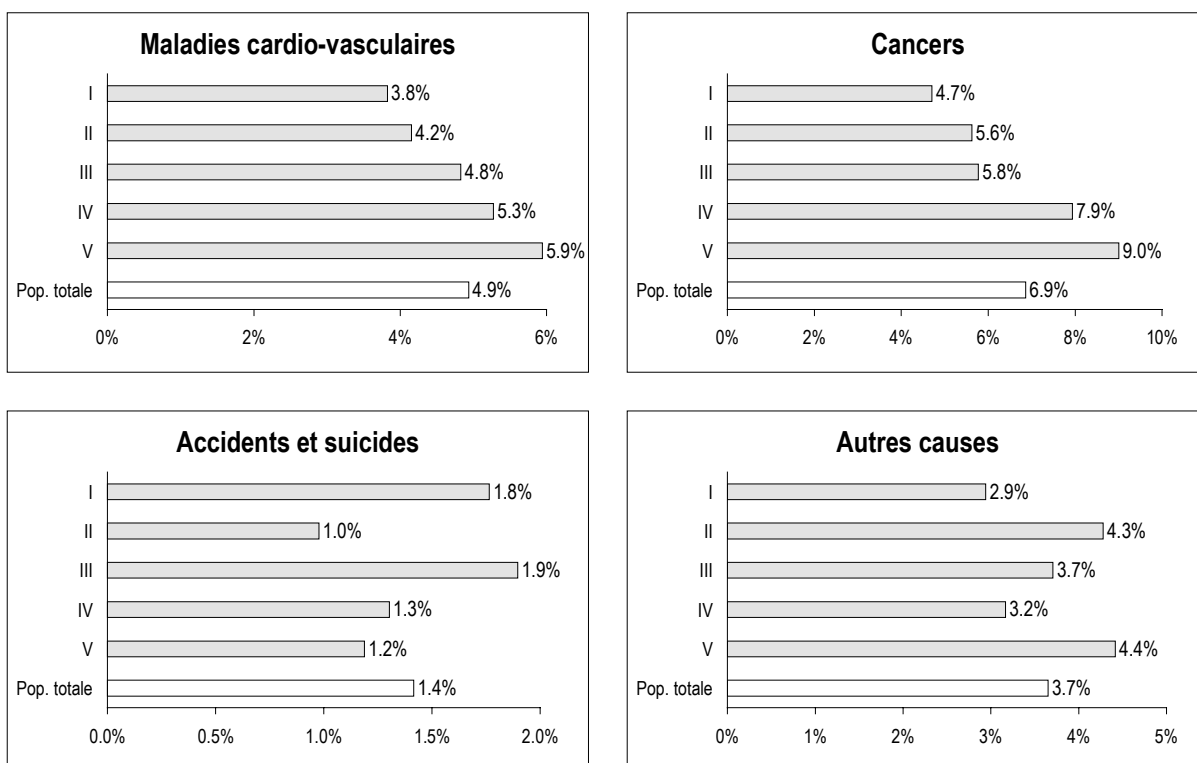 Maladies cardio-vasculaires
I 3.8%
II 4.2%
III 4.8%
IV 5.3%
V 5.9%
Pop. totale 4.9%
0% 2% 4% 6%
Cancers
I 4.7%
II 5.6%
III 5.8%
IV 7.9%
V 9.0%
Pop. totale 6.9%
0% 2% 4% 6% 8% 10%
Accidents et suicides
I 1.8%
II 1.0%
III 1.9%
IV 1.3%
V 1.2%
Pop. totale 1.4%
0.0% 0.5% 1.0% 1.5% 2.0%
Autres causes
I 2.9%
II 4.3%
III 3.7%
IV 3.2%
V 4.4%
Pop. totale 3.7%
0% 1% 2% 3% 4% 5%